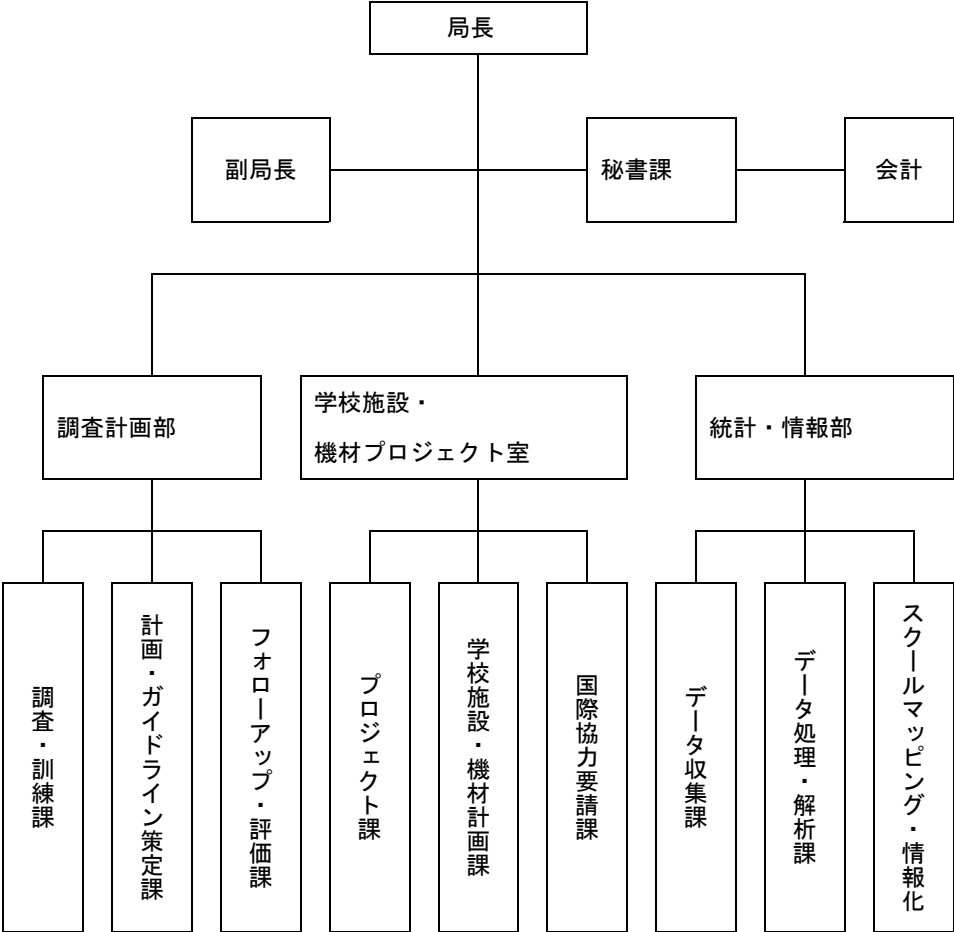 局長
副局長
秘書課
会計
調査計画部
学校施設・
機材プロジェクト室
統計・情報部
調査・訓練課
計画・ガイドライン策定課
フォローアップ・評価課
プロジェクト課
学校施設・機材計画課
国際協力要請課
データ収集課
データ処理・解析課
スクールマッピング・情報化